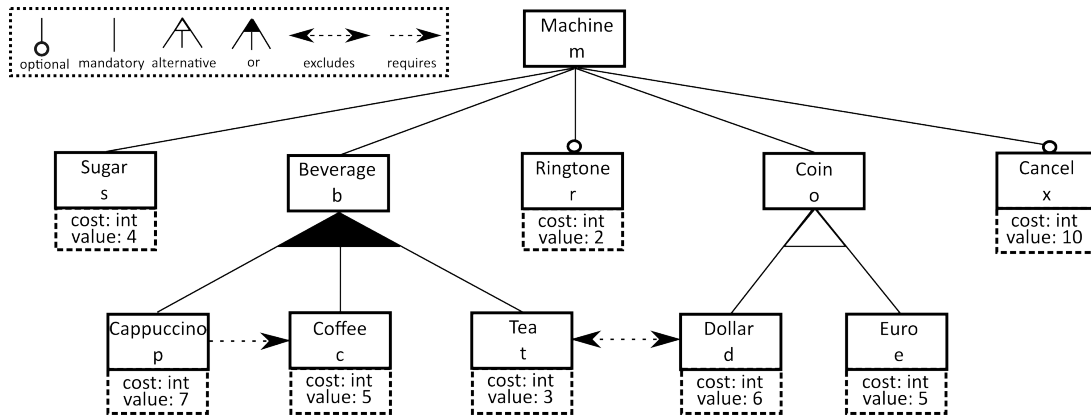 optional mandatory alternative or excludes requires
Machine
m
Sugar
s
cost: int
value: 4
Beverage
b
Ringtone
r
cost: int
value: 2
Coin
o
Cancel
x
cost: int
value: 10
Cappuccino
p
cost: int
value: 7
Coffee
c
cost: int
value: 5
Tea
t
cost: int
value: 3
Dollar
d
cost: int
value: 6
Euro
e
cost: int
value: 5